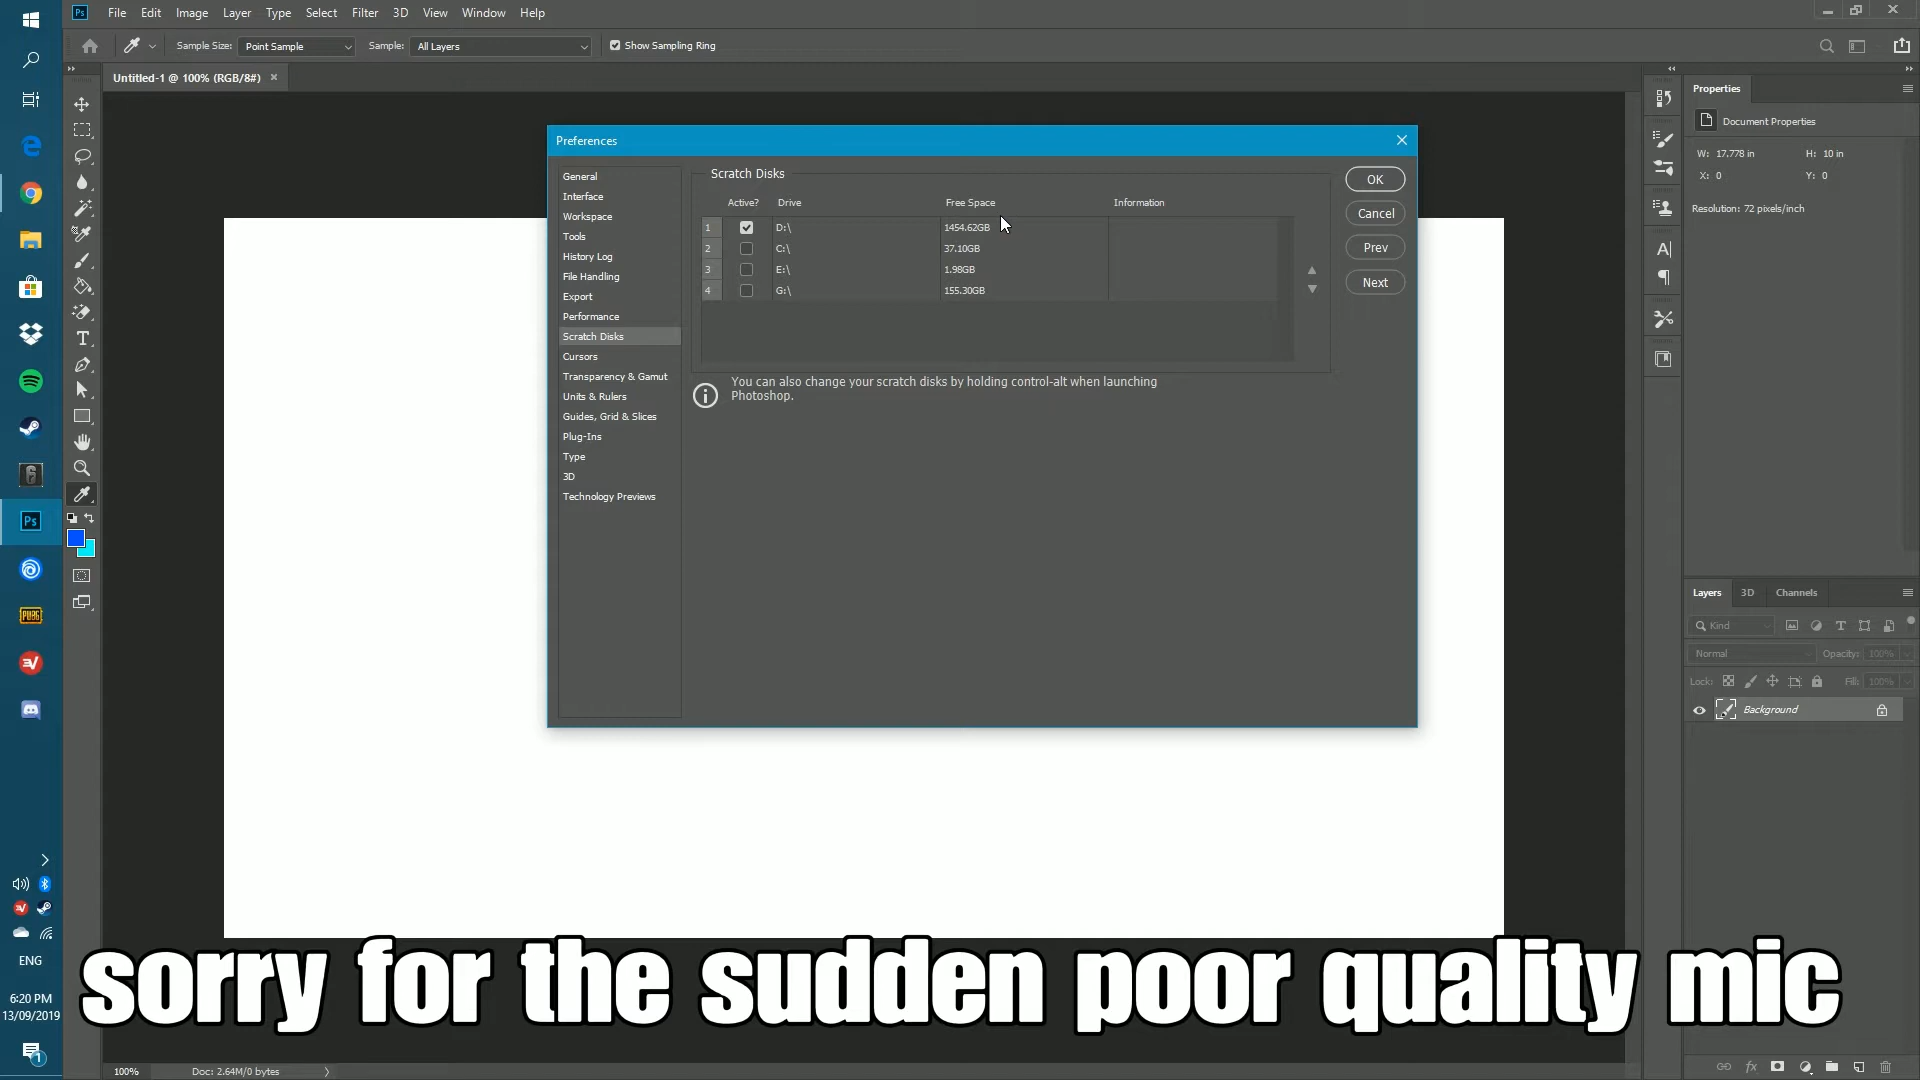 File Edit Image Layer Type Select Filter 3D View Window Help
Sample Size: Point Sample Sample: All Layers Show Sampling Ring
Untitled-1 @ 100% (RGB/8#)
Preferences
General
Interface
Workspace
Tools
History Log
File Handling
Export
Performance
Scratch Disks
Cursors
Transparency & Gamut
Units & Rulers
Guides, Grid & Slices
Plug-Ins
Type
3D
Technology Previews
Scratch Disks
Active? Drive Free Space Information
1 D:\ 1454.62GB
2 C:\ 37.10GB
3 E:\ 1.98GB
4 G:\ 155.30GB
You can also change your scratch disks by holding control-alt when launching
Photoshop.
OK
Cancel
Prev
Next
Properties
Document Properties
W: 17.778 in H: 10 in
X: 0 Y: 0
Resolution: 72 pixels/inch
Layers 3D Channels
Kind
Normal Opacity: 100%
Lock: Fill: 100%
Background
Ps
Ps
PUBG
ENG
6:20 PM
13/09/2019
1
sorry for the sudden poor quality mic
100% Doc: 2.64M/0 bytes